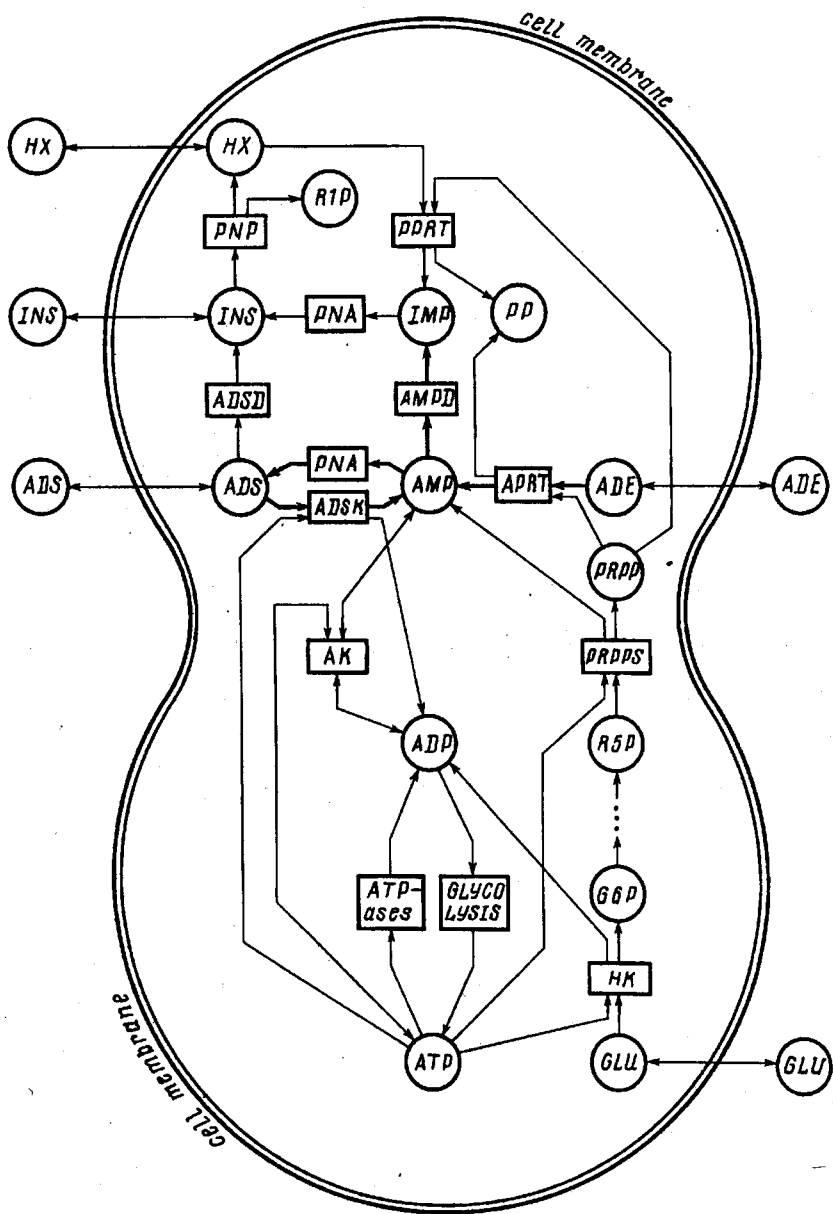 cell membrane
HX
HX
R1P
PNP
PPRT
INS
INS
PNA
IMP
PP
ADSD
AMPD
ADS
ADS
PNA
ADSK
AMP
APRT
ADE
ADE
PRPP
AK
PRPPS
ADP
R5P
ATP-
ases
GLYCO
LYSIS
G6P
HK
ATP
GLU
GLU
cell membrane